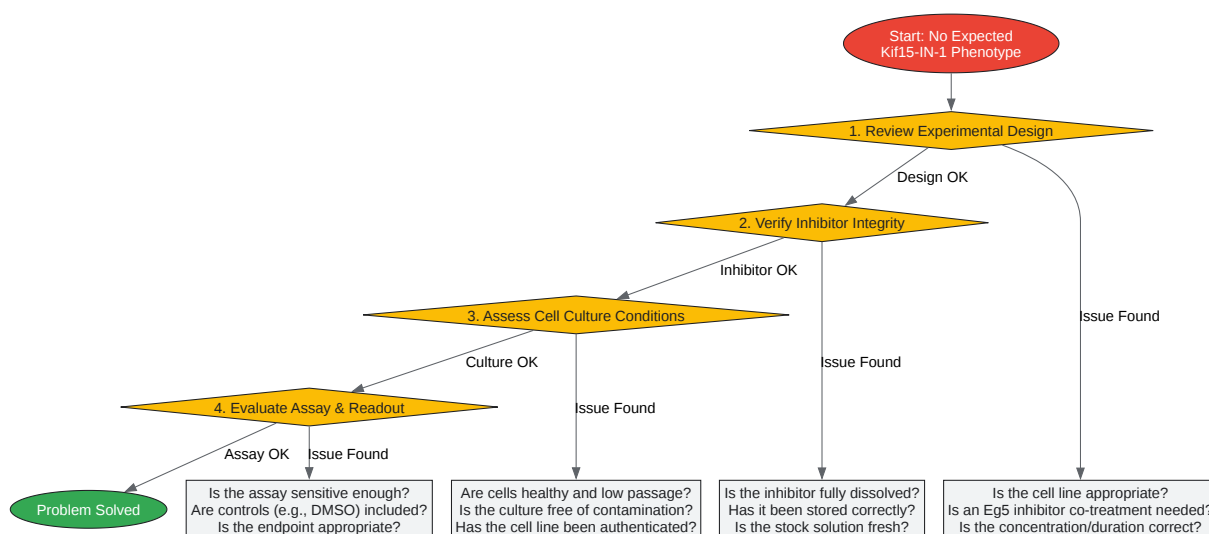 Start: No Expected
Kif15-IN-1 Phenotype
1. Review Experimental Design
Design OK
2. Verify Inhibitor Integrity
Inhibitor OK
Issue Found
3. Assess Cell Culture Conditions
Culture OK
Issue Found
4. Evaluate Assay & Readout
Issue Found
Assay OK
Issue Found
Problem Solved
Is the assay sensitive enough?
Are controls (e.g., DMSO) included?
Is the endpoint appropriate?
Are cells healthy and low passage?
Is the culture free of contamination?
Has the cell line been authenticated?
Is the inhibitor fully dissolved?
Has it been stored correctly?
Is the stock solution fresh?
Is the cell line appropriate?
Is an Eg5 inhibitor co-treatment needed?
Is the concentration/duration correct?